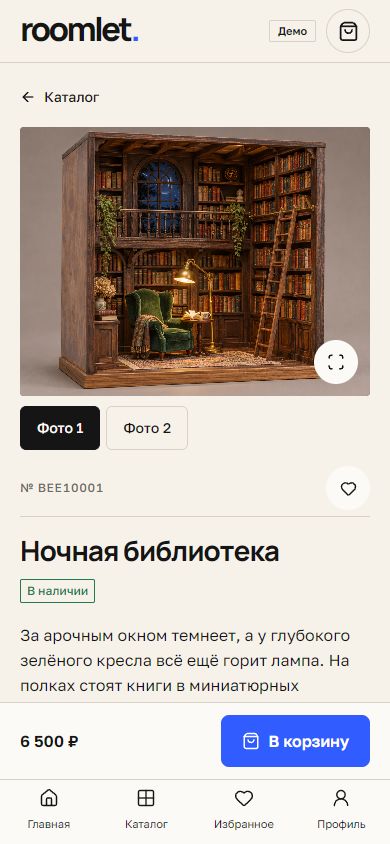 roomlet.
Демо
Каталог
Фото 1
Фото 2
№ BEE10001
Ночная библиотека
В наличии
За арочным окном темнеет, а у глубокого
зелёного кресла всё ещё горит лампа. На
полках стоят книги в миниатюрных
6 500 ₽
В корзину
Главная
Каталог
Избранное
Профиль